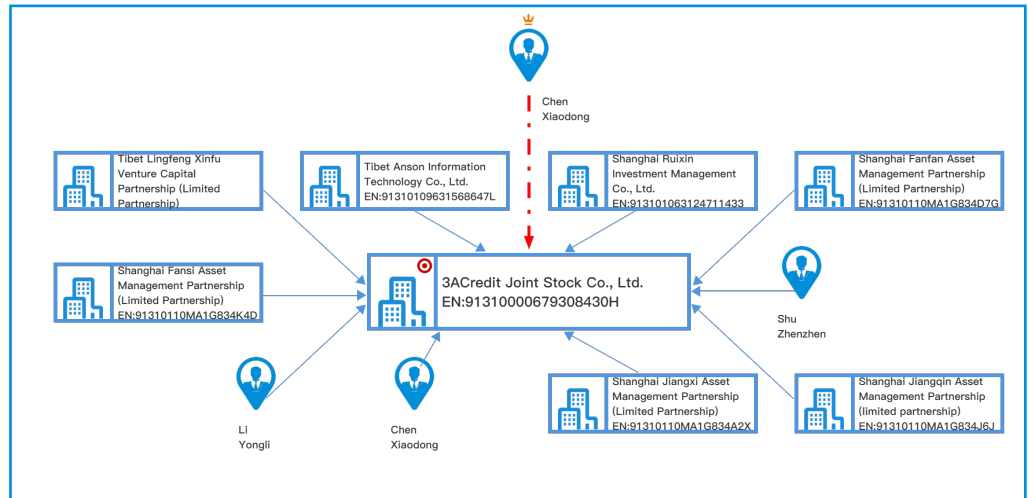 Chen
Xiaodong
Tibet Lingfeng Xinfu
Venture Capital
Partnership (Limited
Partnership)
Tibet Anson Information
Technology Co., Ltd.
EN:91310109631568647L
Shanghai Ruixin
Investment Management
Co., Ltd.
EN:913101063124711433
Shanghai Fanfan Asset
Management Partnership
(Limited Partnership)
EN:91310110MA1G834D7G
Shanghai Fansi Asset
Management Partnership
(Limited Partnership)
EN:91310110MA1G834K4D
3ACredit Joint Stock Co., Ltd.
EN:91310000679308430H
Shu
Zhenzhen
Li
Yongli
Chen
Xiaodong
Shanghai Jiangxi Asset
Management Partnership
(Limited Partnership)
EN:91310110MA1G834A2X
Shanghai Jiangqin Asset
Management Partnership
(limited partnership)
EN:91310110MA1G834J6J